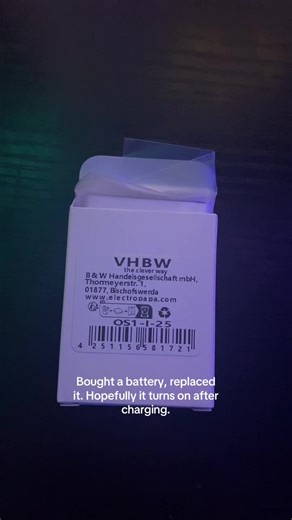 VHBW
the clever way
B & W Handelsgesellschaft mbH,
Thormeyerstr. 1,
01877, Bischofswerda
www.electropapa.com
OS1-I-25
4 251156 581721
Bought a battery, replaced
it. Hopefully it turns on after
charging.